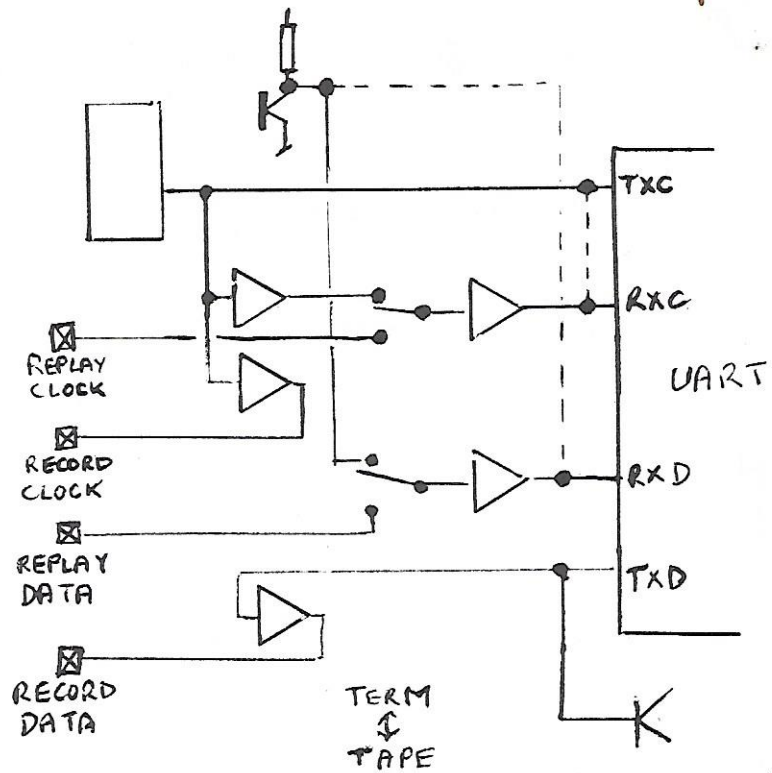 TXC
RXC
REPLAY
CLOCK
UART
RECORD
CLOCK
RXD
REPLAY
DATA
TXD
RECORD
DATA
TERM
TAPE